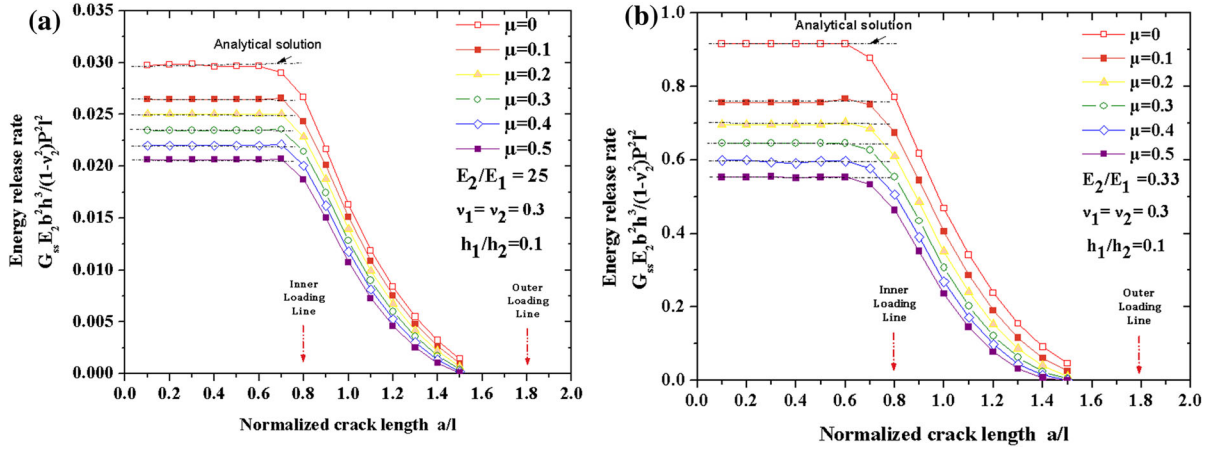 (a)
Energy release rate
G_ss E_2 b^2 h^3/(1-ν_2^2)P^2 l^2
0.035
0.030
0.025
0.020
0.015
0.010
0.005
0.000
Analytical solution
μ=0
μ=0.1
μ=0.2
μ=0.3
μ=0.4
μ=0.5
E_2/E_1 = 25
ν_1= ν_2= 0.3
h_1/h_2=0.1
Inner
Loading
Line
Outer
Loading
Line
0.0 0.2 0.4 0.6 0.8 1.0 1.2 1.4 1.6 1.8 2.0
Normalized crack length a/l
(b)
Energy release rate
G_ss E_2 b^2 h^3/(1-ν_2^2)P^2 l^2
1.0
0.8
0.6
0.4
0.2
0.0
Analytical solution
μ=0
μ=0.1
μ=0.2
μ=0.3
μ=0.4
μ=0.5
E_2/E_1 =0.33
ν_1= ν_2= 0.3
h_1/h_2=0.1
Inner
Loading
Line
Outer
Loading
Line
0.0 0.2 0.4 0.6 0.8 1.0 1.2 1.4 1.6 1.8 2.0
Normalized crack length a/l